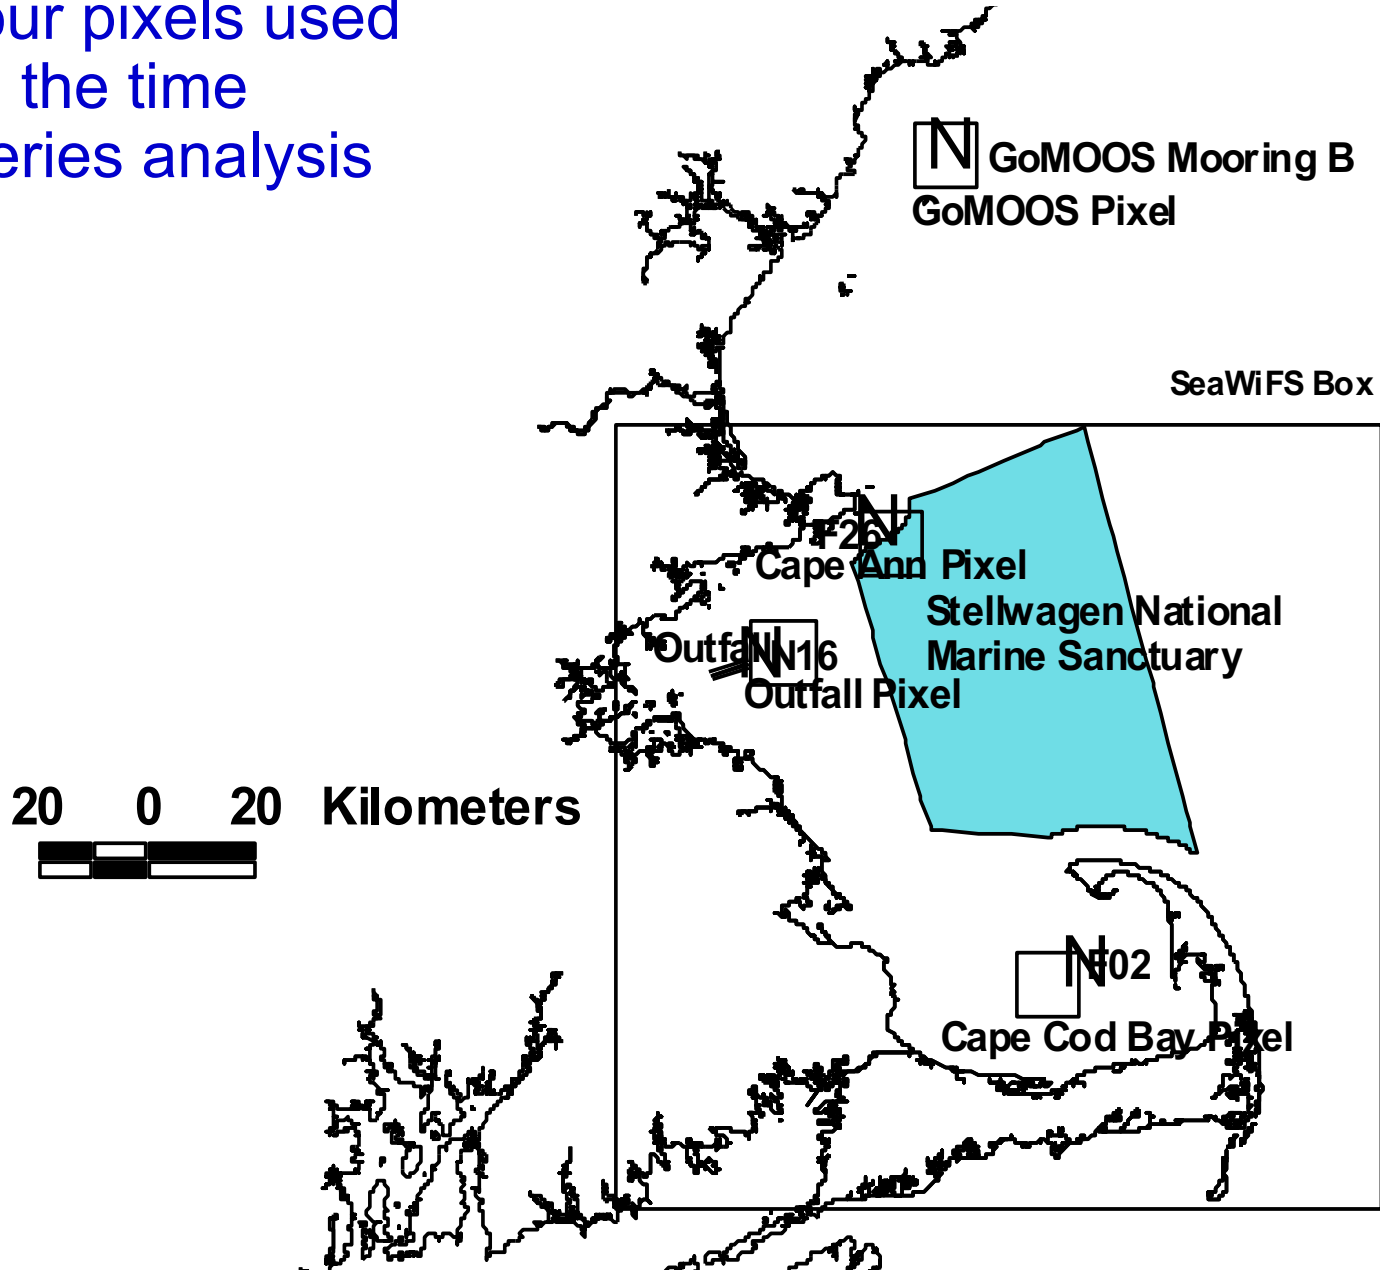 our pixels used
the time
eries analysis
N
GoMOOS Mooring B
GoMOOS Pixel
SeaWiFS Box
N
F26
Cape Ann Pixel
Stellwagen National
Marine Sanctuary
Outfall
N
N16
Outfall Pixel
20 0 20 Kilometers
N
F02
Cape Cod Bay Pixel